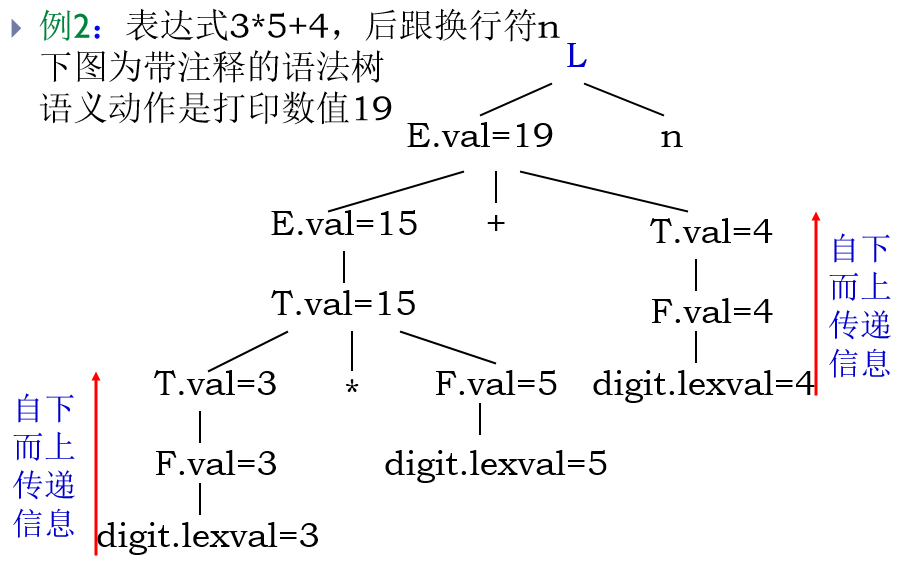 例2：表达式3*5+4，后跟换行符n
下图为带注释的语法树
语义动作是打印数值19
L
E.val=19 n
E.val=15 + T.val=4
T.val=15 F.val=4
T.val=3 * F.val=5 digit.lexval=4
F.val=3 digit.lexval=5
digit.lexval=3
自下
而上
传递
信息
自下
而上
传递
信息